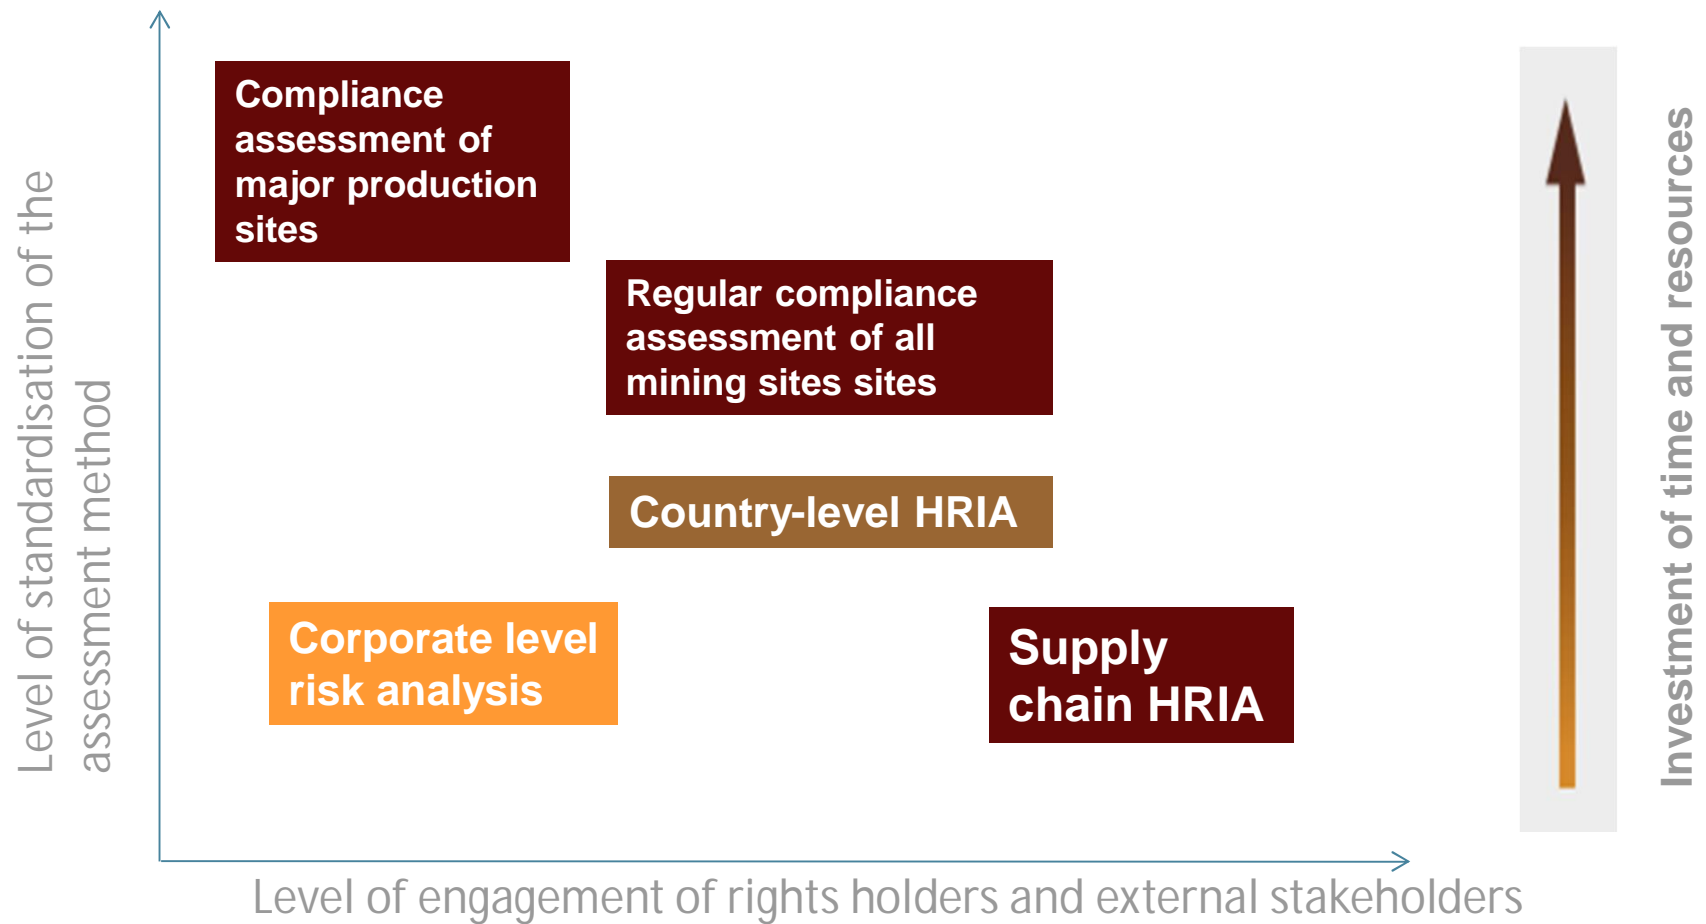 Level of standardisation of the
assessment method
Compliance
assessment of
major production
sites
Regular compliance
assessment of all
mining sites sites
Country-level HRIA
Corporate level
risk analysis
Supply
chain HRIA
Investment of time and resources
Level of engagement of rights holders and external stakeholders